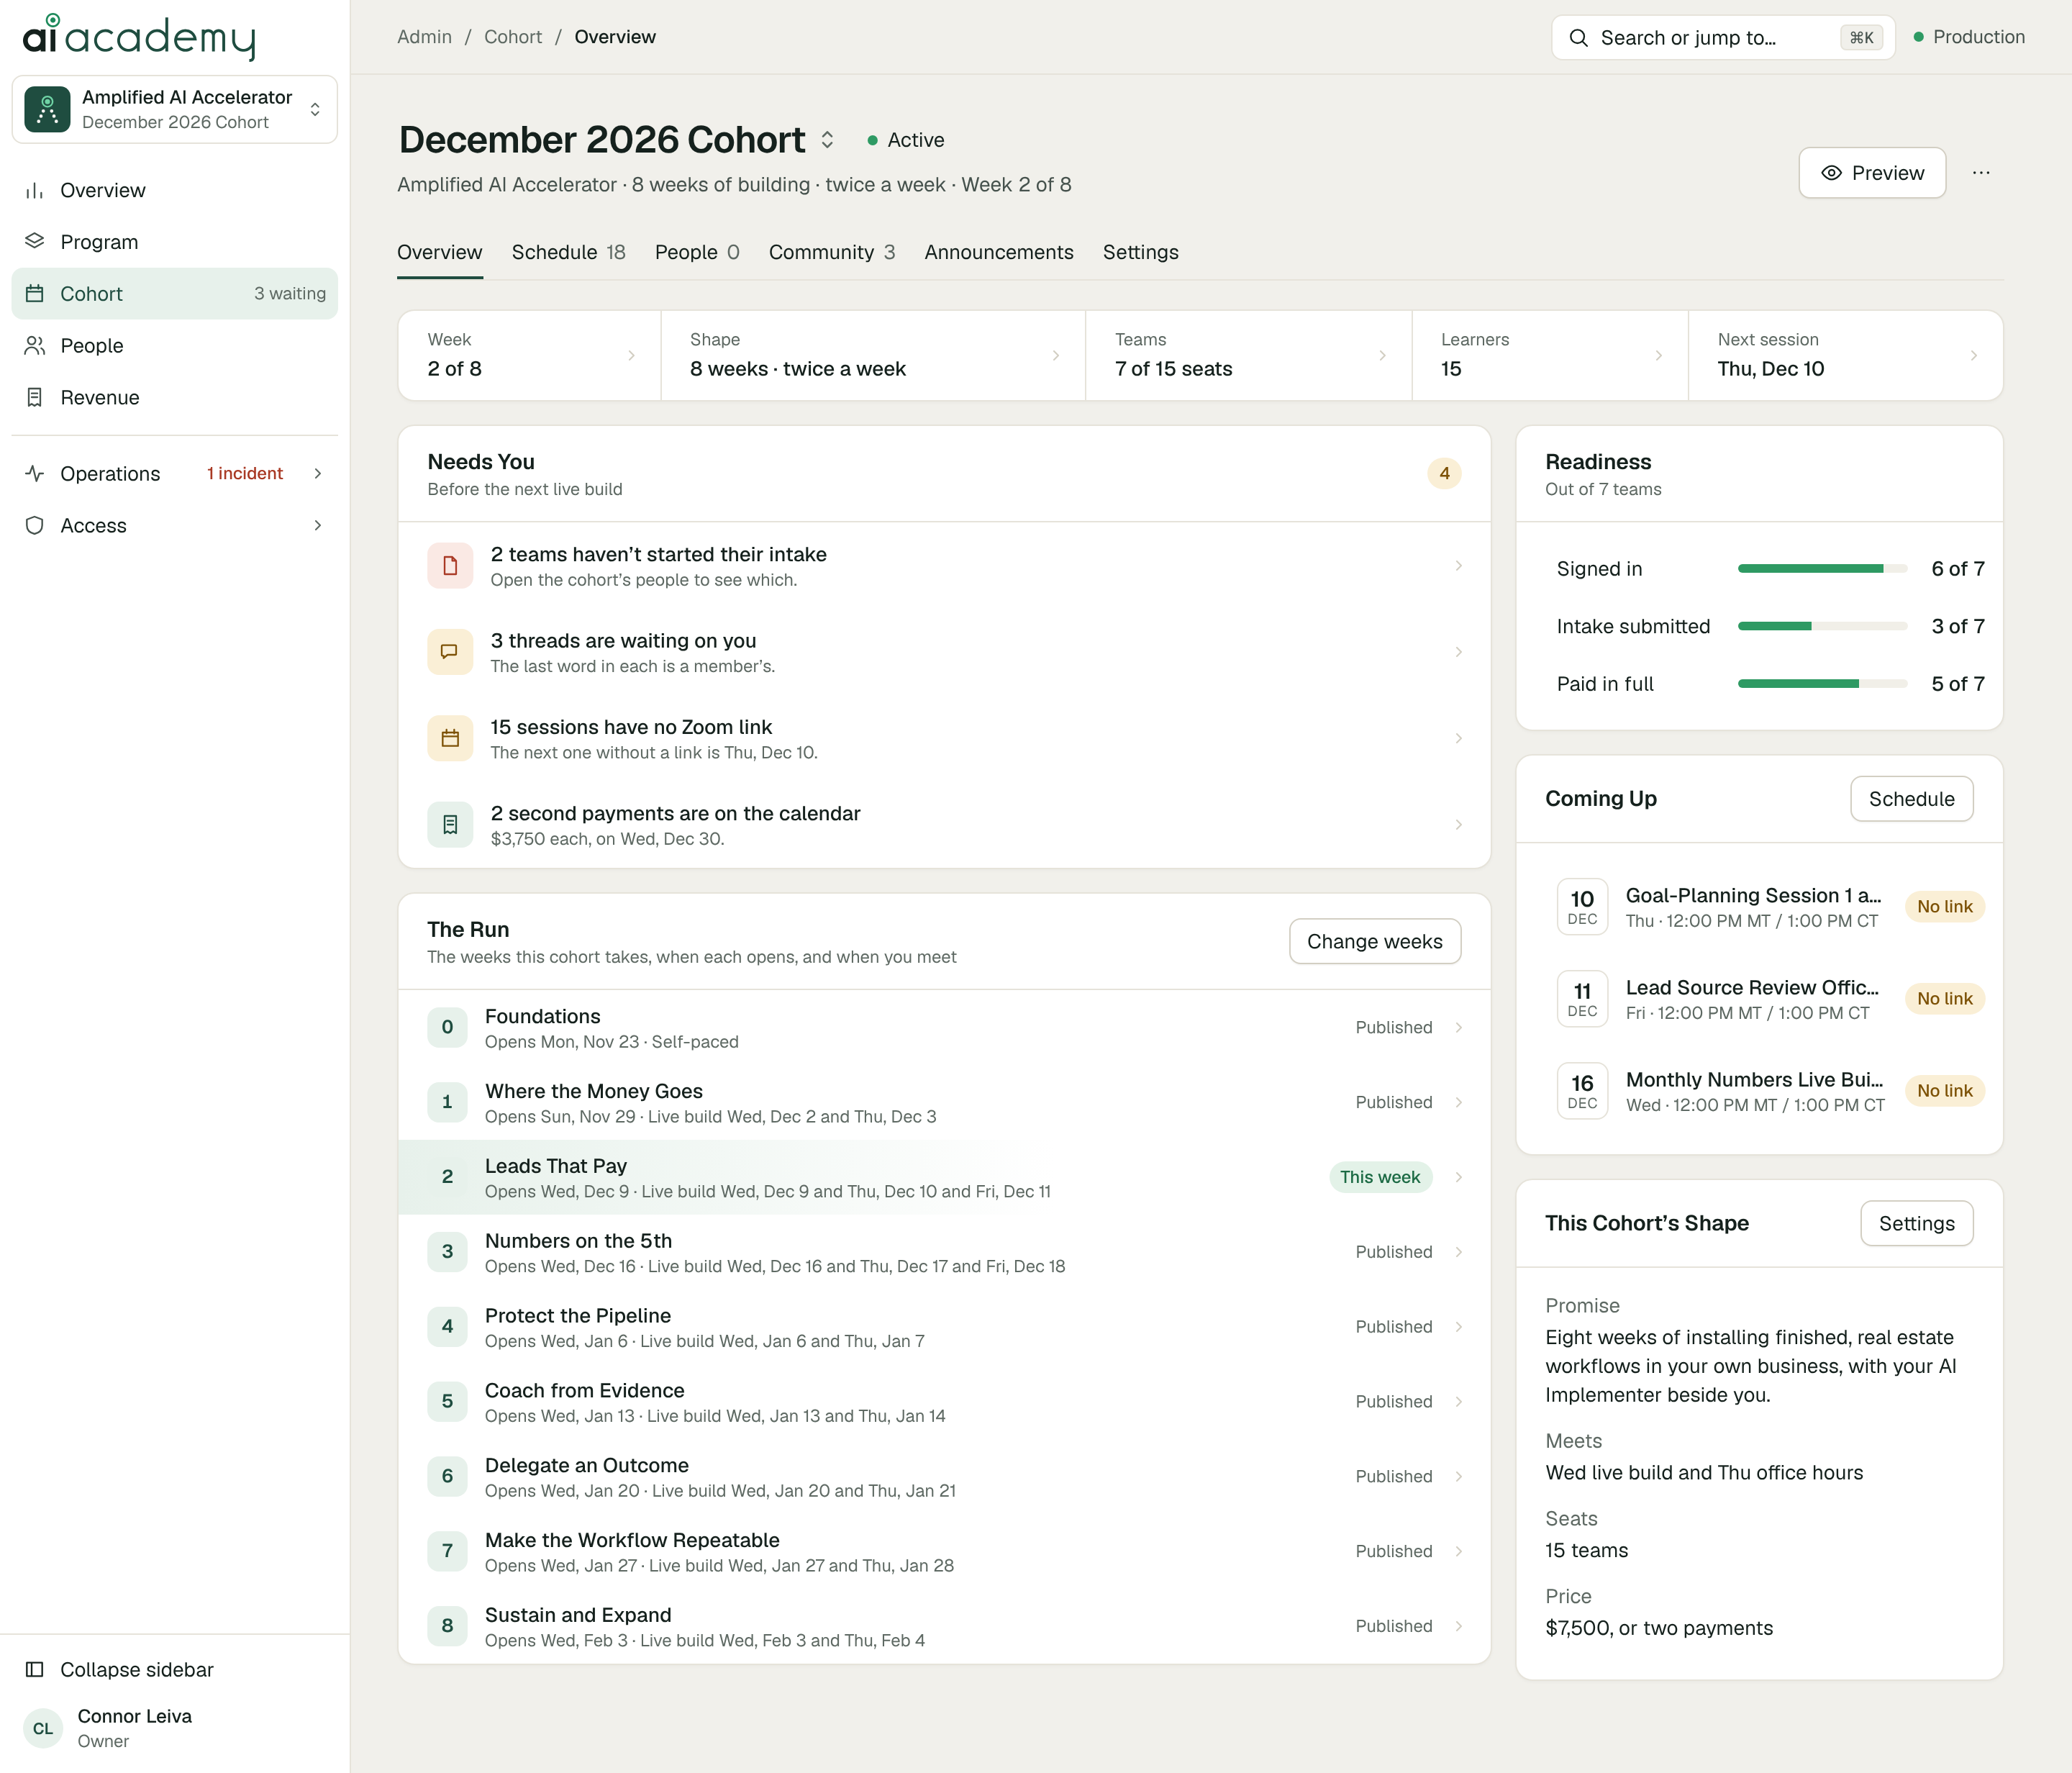 ai academy
Amplified AI Accelerator
December 2026 Cohort
Overview
Program
Cohort 3 waiting
People
Revenue
Operations 1 incident
Access
Collapse sidebar
CL
Connor Leiva
Owner
Admin / Cohort / Overview
Search or jump to... ⌘K
Production
December 2026 Cohort
Active
Amplified AI Accelerator · 8 weeks of building · twice a week · Week 2 of 8
Preview
...
Overview Schedule 18 People 0 Community 3 Announcements Settings
Week
2 of 8
Shape
8 weeks · twice a week
Teams
7 of 15 seats
Learners
15
Next session
Thu, Dec 10
Needs You
Before the next live build
4
2 teams haven’t started their intake
Open the cohort’s people to see which.
3 threads are waiting on you
The last word in each is a member’s.
15 sessions have no Zoom link
The next one without a link is Thu, Dec 10.
2 second payments are on the calendar
$3,750 each, on Wed, Dec 30.
The Run
The weeks this cohort takes, when each opens, and when you meet
Change weeks
0
Foundations
Opens Mon, Nov 23 · Self-paced
Published
1
Where the Money Goes
Opens Sun, Nov 29 · Live build Wed, Dec 2 and Thu, Dec 3
Published
2
Leads That Pay
Opens Wed, Dec 9 · Live build Wed, Dec 9 and Thu, Dec 10 and Fri, Dec 11
This week
3
Numbers on the 5th
Opens Wed, Dec 16 · Live build Wed, Dec 16 and Thu, Dec 17 and Fri, Dec 18
Published
4
Protect the Pipeline
Opens Wed, Jan 6 · Live build Wed, Jan 6 and Thu, Jan 7
Published
5
Coach from Evidence
Opens Wed, Jan 13 · Live build Wed, Jan 13 and Thu, Jan 14
Published
6
Delegate an Outcome
Opens Wed, Jan 20 · Live build Wed, Jan 20 and Thu, Jan 21
Published
7
Make the Workflow Repeatable
Opens Wed, Jan 27 · Live build Wed, Jan 27 and Thu, Jan 28
Published
8
Sustain and Expand
Opens Wed, Feb 3 · Live build Wed, Feb 3 and Thu, Feb 4
Published
Readiness
Out of 7 teams
Signed in 6 of 7
Intake submitted 3 of 7
Paid in full 5 of 7
Coming Up
Schedule
10 DEC
Goal-Planning Session 1 a...
Thu · 12:00 PM MT / 1:00 PM CT
No link
11 DEC
Lead Source Review Offic...
Fri · 12:00 PM MT / 1:00 PM CT
No link
16 DEC
Monthly Numbers Live Bui...
Wed · 12:00 PM MT / 1:00 PM CT
No link
This Cohort’s Shape
Settings
Promise
Eight weeks of installing finished, real estate
workflows in your own business, with your AI
Implementer beside you.
Meets
Wed live build and Thu office hours
Seats
15 teams
Price
$7,500, or two payments